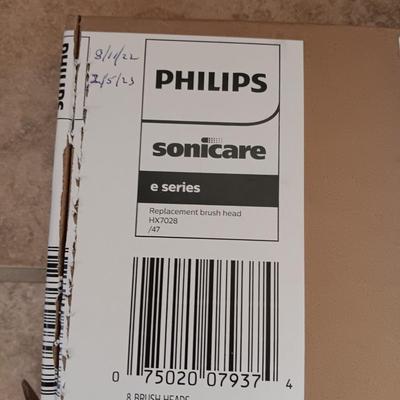 PHILIPS
8/11/22
2/5/23
PHILIPS
sonicare
e series
Replacement brush head
HX7028
/47
0 75020 07937 4
8 BRUSH HEADS